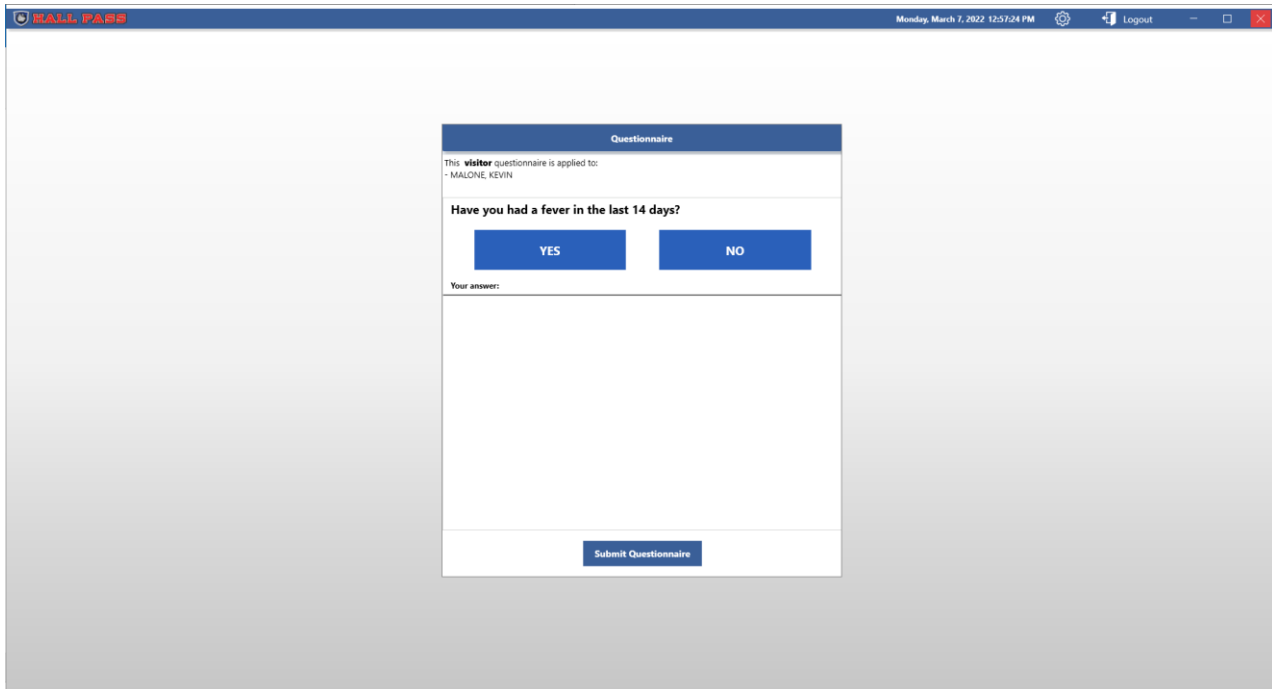 HALL PASS
Monday, March 7, 2022 12:57:24 PM
Logout
Questionnaire
This visitor questionnaire is applied to:
- MALONE, KEVIN
Have you had a fever in the last 14 days?
YES
NO
Your answer:
Submit Questionnaire